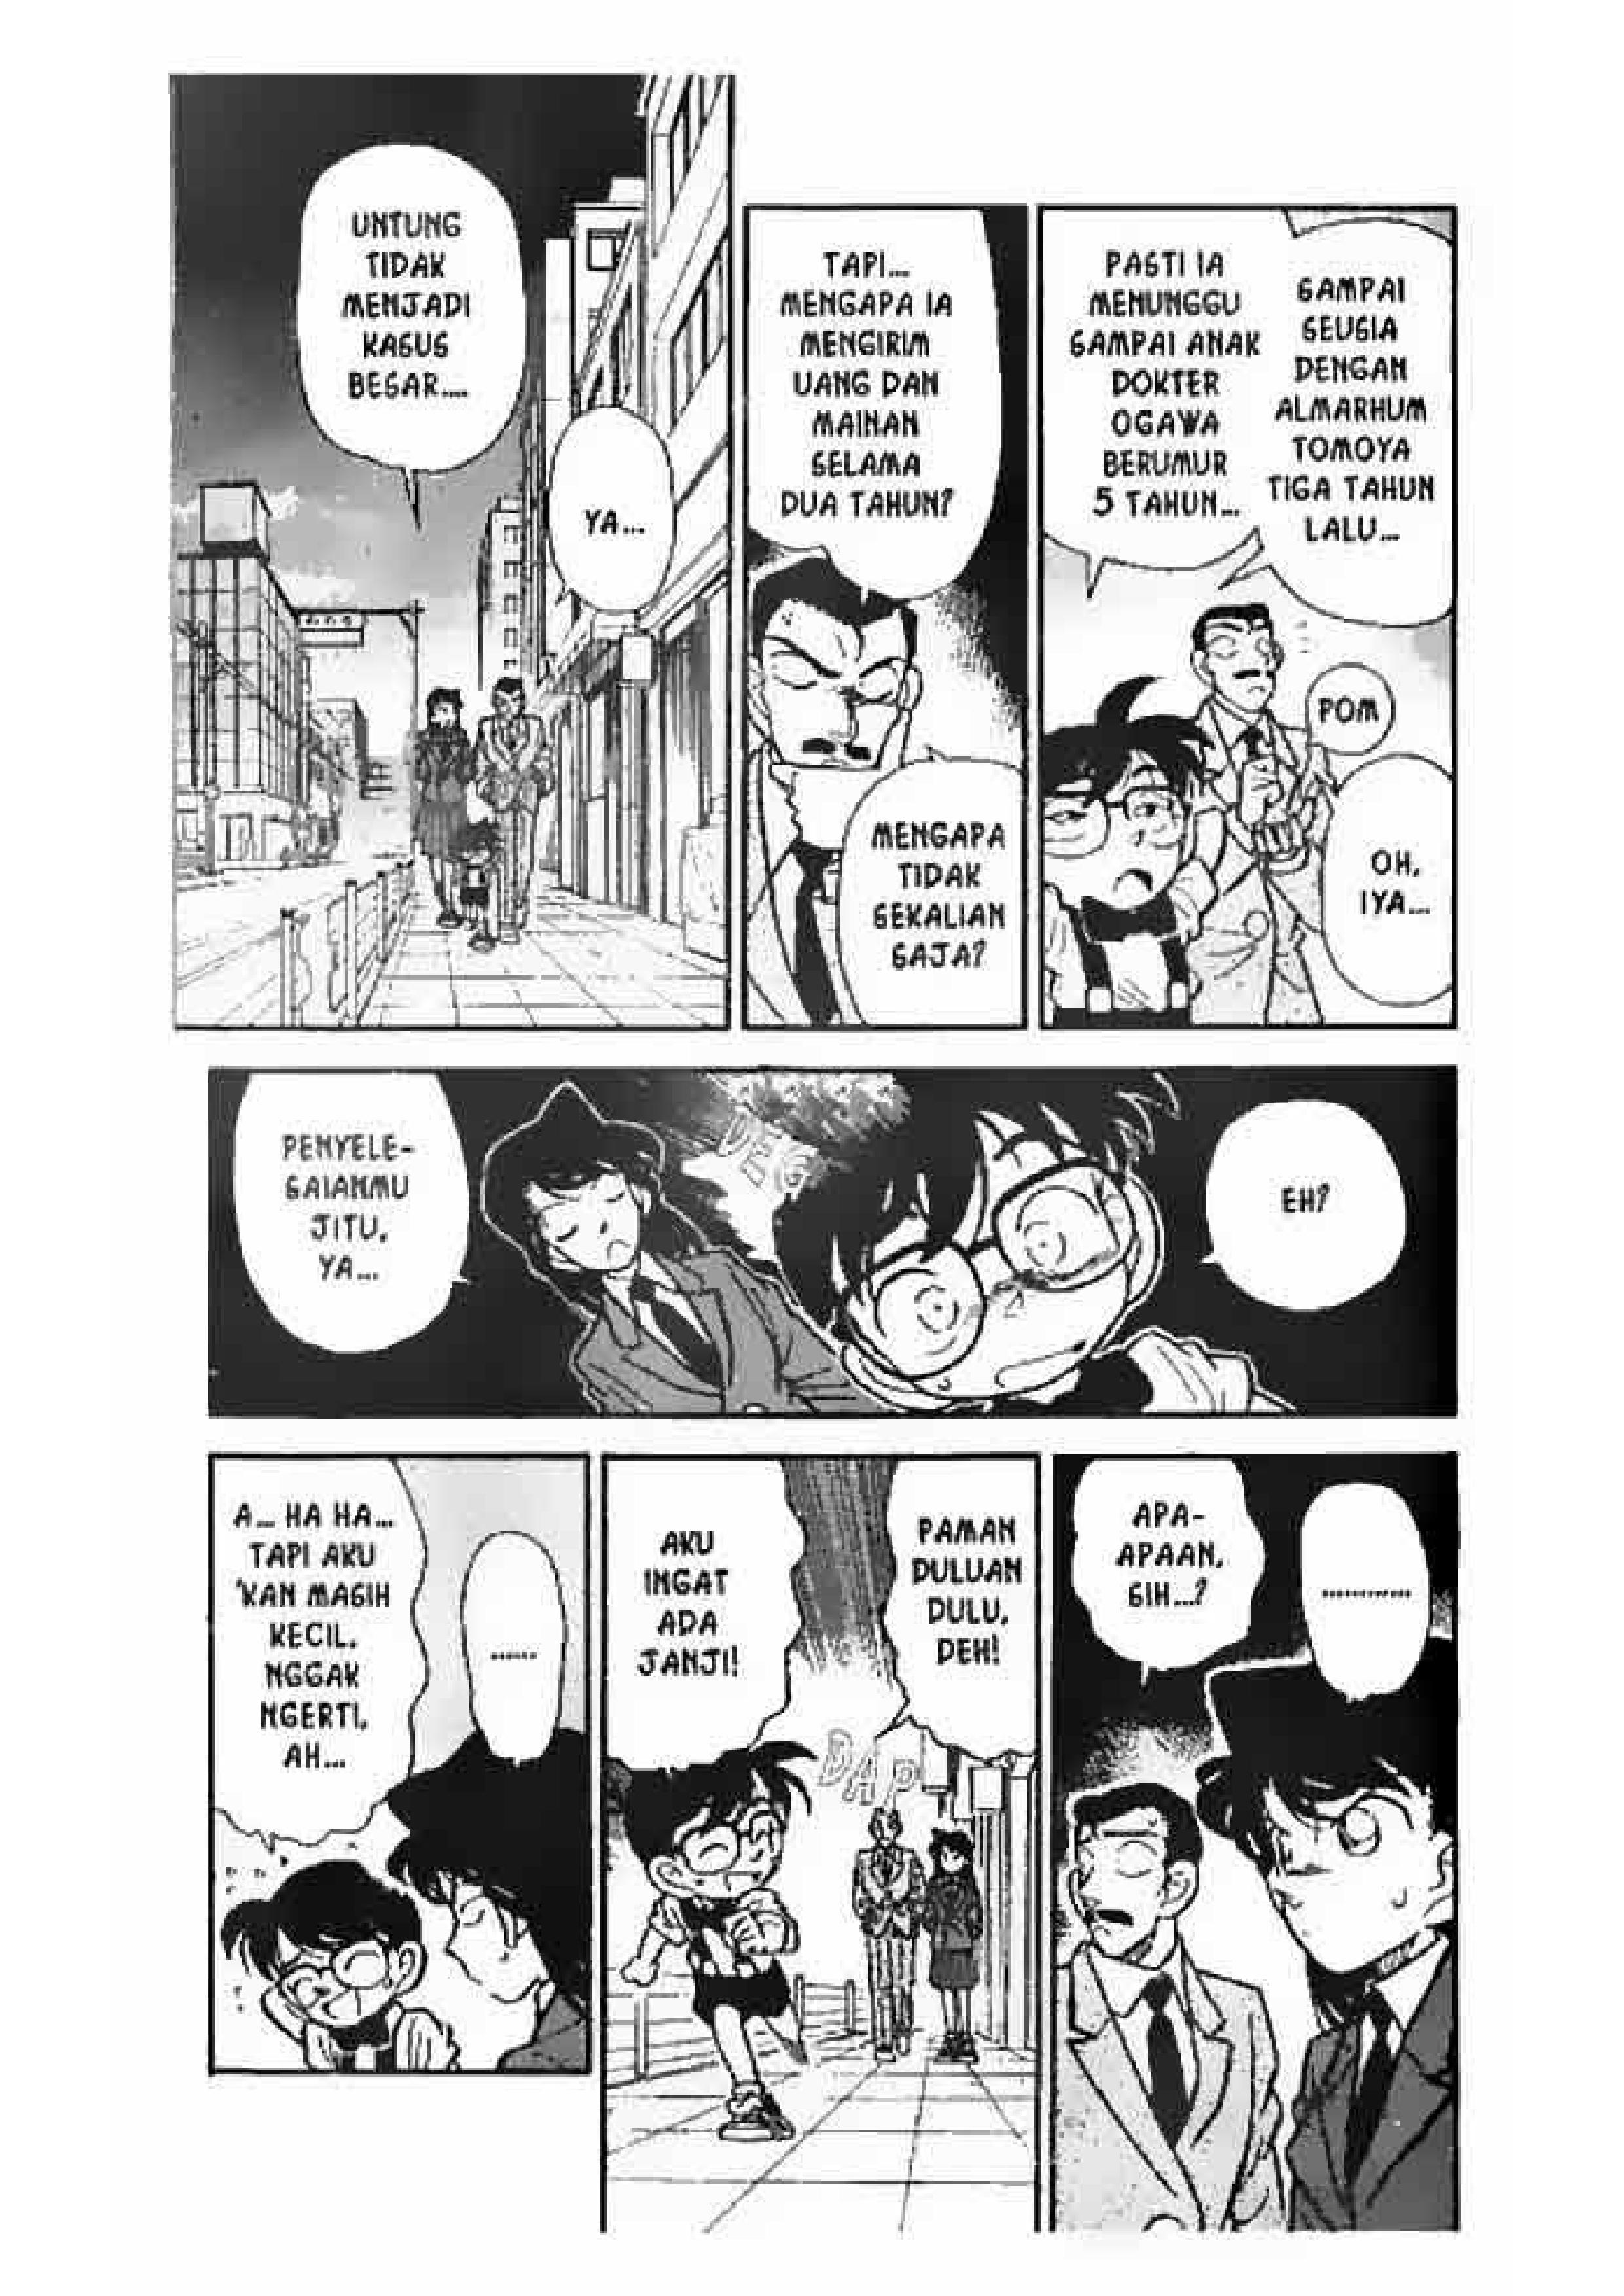 UNTUNG
TIDAK
MENJADI
KASUS
BESAR....
YA...
TAPI...
MENGAPA IA
MENGIRIM
UANG DAN
MAINAN
SELAMA
DUA TAHUN?
MENGAPA
TIDAK
SEKALIAN
SAJA?
PASTI IA
MENUNGGU
SAMPAI ANAK
DOKTER
OGAWA
BERUMUR
5 TAHUN...
SAMPAI
SEUSIA
DENGAN
ALMARHUM
TOMOYA
TIGA TAHUN
LALU...
POM
OH,
IYA...
PENYELE-
SAIANMU
JITU,
YA...
DEG
EH?
A... HA HA...
TAPI AKU
'KAN MASIH
KECIL,
NGGAK
NGERTI,
AH...
......
AKU
INGAT
ADA
JANJI!
PAMAN
DULUAN
DULU,
DEH!
DAP
APA-
APAAN,
SIH...?
.............